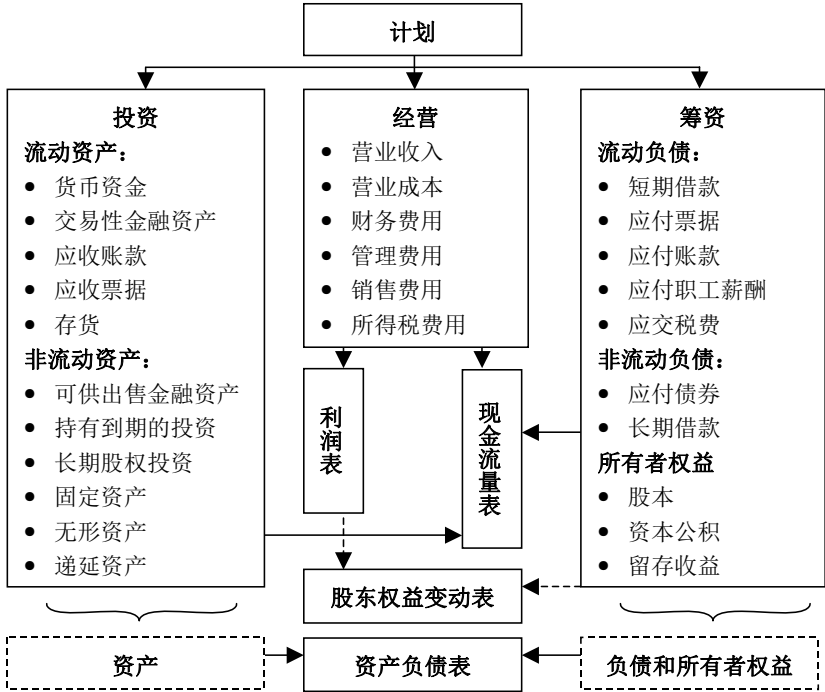 计划
投资
流动资产：
• 货币资金
• 交易性金融资产
• 应收账款
• 应收票据
• 存货
非流动资产：
• 可供出售金融资产
• 持有到期的投资
• 长期股权投资
• 固定资产
• 无形资产
• 递延资产
经营
• 营业收入
• 营业成本
• 财务费用
• 管理费用
• 销售费用
• 所得税费用
筹资
流动负债：
• 短期借款
• 应付票据
• 应付账款
• 应付职工薪酬
• 应交税费
非流动负债：
• 应付债券
• 长期借款
所有者权益
• 股本
• 资本公积
• 留存收益
利润表
现金流量表
股东权益变动表
资产
资产负债表
负债和所有者权益